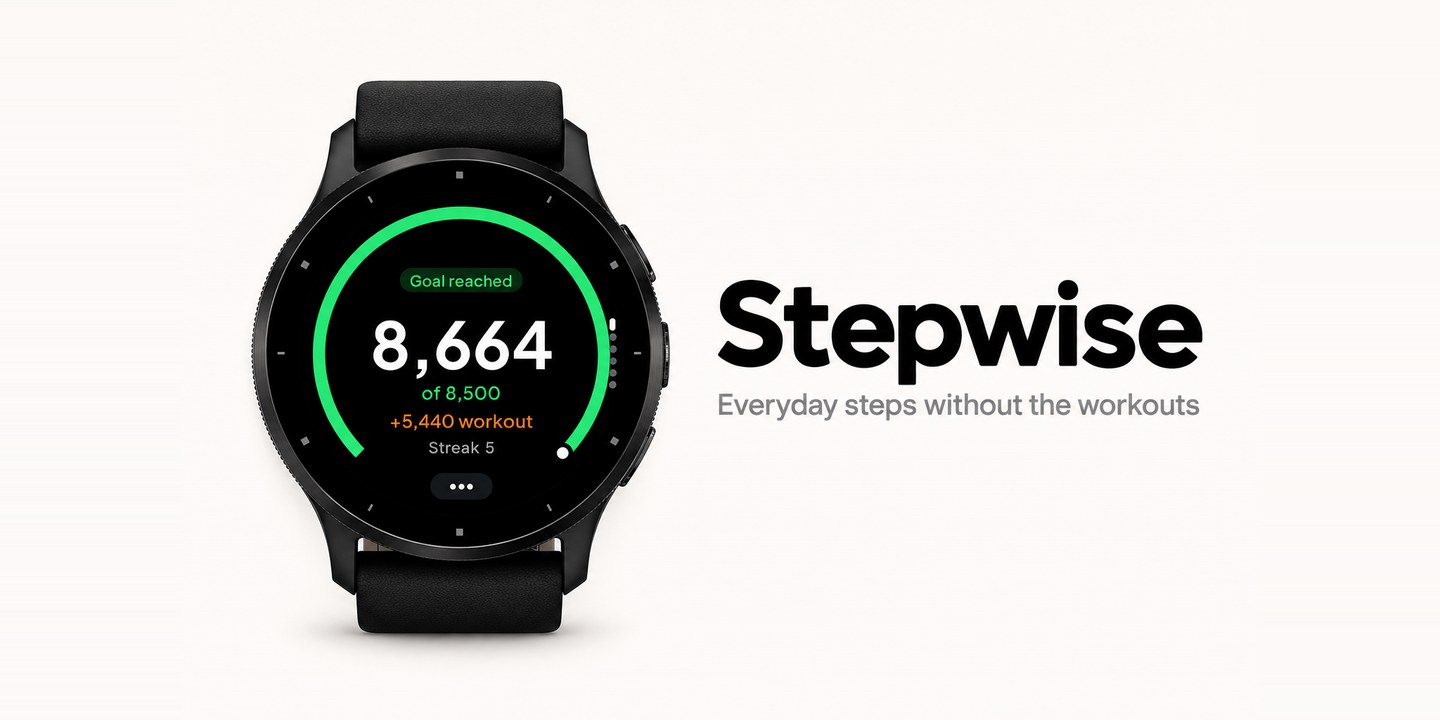 Goal reached
8,664
of 8,500
+5,440 workout
Streak 5
Stepwise
Everyday steps without the workouts